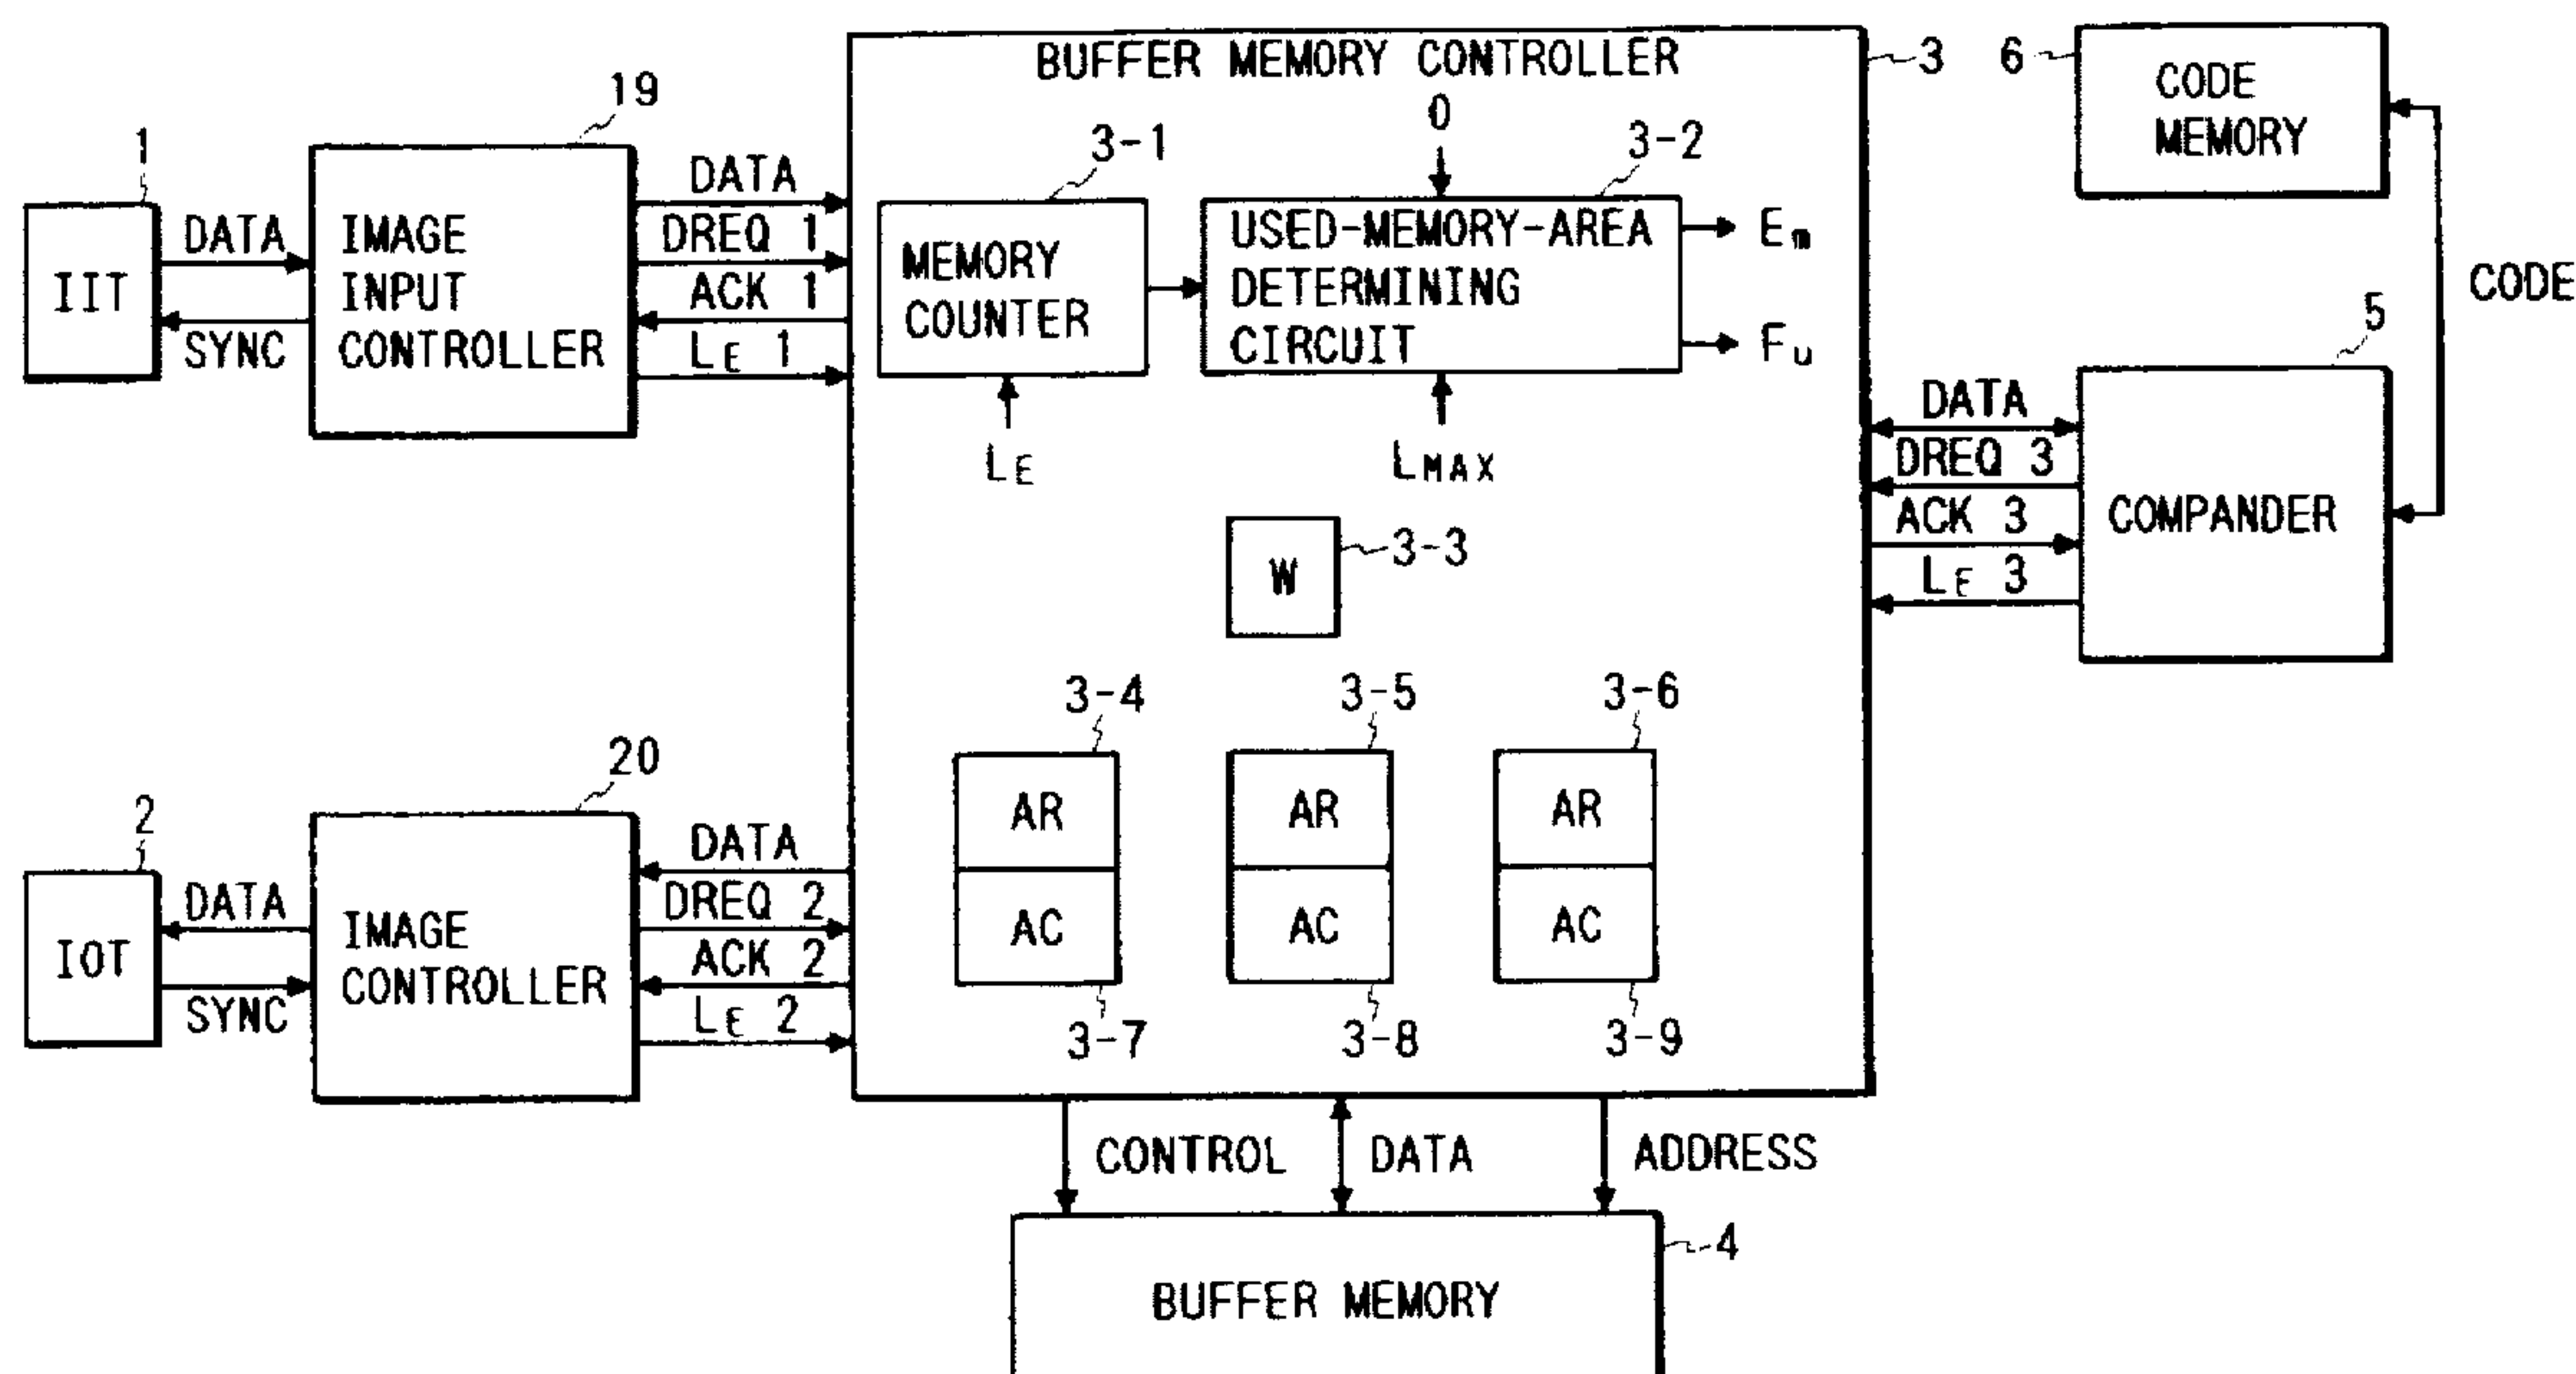 BUFFER MEMORY CONTROLLER
3
6
CODE
MEMORY
19
1
0
3-1
3-2
DATA
DREQ 1
ACK 1
LE 1
IIT
DATA
SYNC
IMAGE
INPUT
CONTROLLER
MEMORY
COUNTER
USED-MEMORY-AREA
DETERMINING
CIRCUIT
Em
Fu
LE
LMAX
CODE
5
DATA
DREQ 3
ACK 3
LE 3
COMPANDER
W
3-3
3-4
3-5
3-6
AR
AR
AR
AC
AC
AC
3-7
3-8
3-9
20
2
DATA
DREQ 2
ACK 2
LE 2
IOT
DATA
SYNC
IMAGE
CONTROLLER
CONTROL
DATA
ADDRESS
4
BUFFER MEMORY